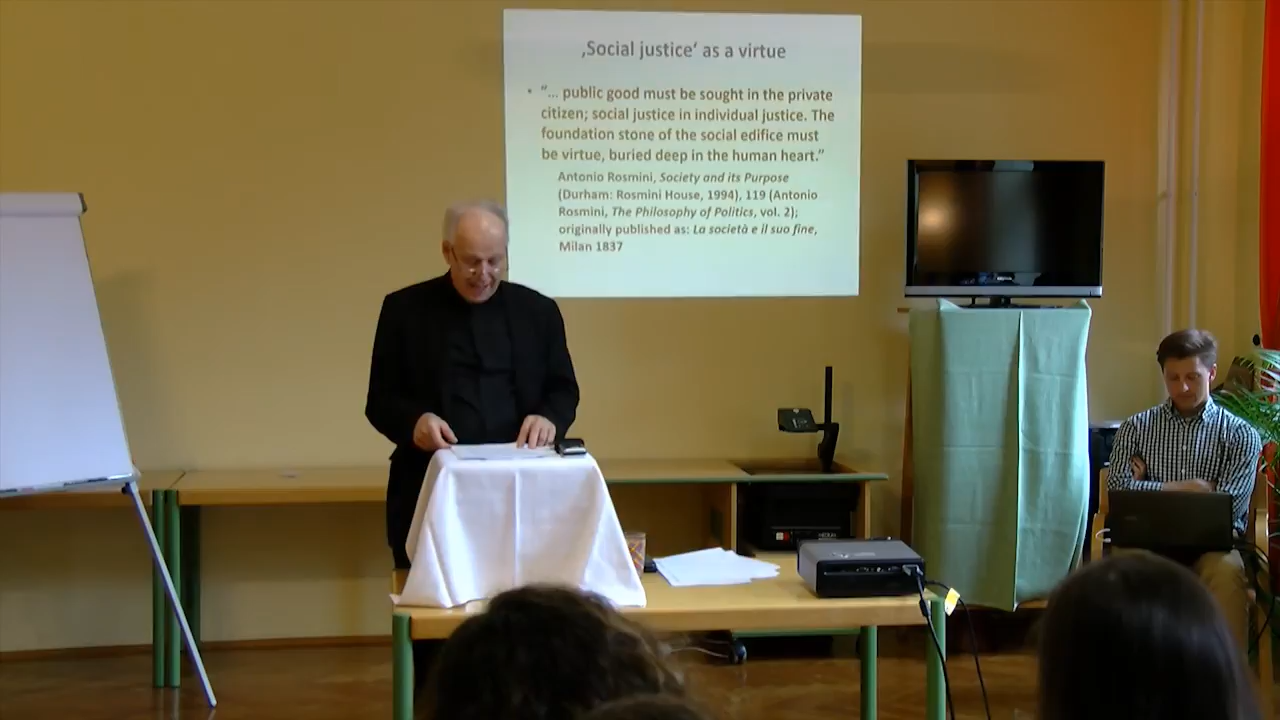 ‚Social justice‘ as a virtue
• “... public good must be sought in the private
citizen; social justice in individual justice. The
foundation stone of the social edifice must
be virtue, buried deep in the human heart.”
Antonio Rosmini, Society and its Purpose
(Durham: Rosmini House, 1994), 119 (Antonio
Rosmini, The Philosophy of Politics, vol. 2);
originally published as: La società e il suo fine,
Milan 1837